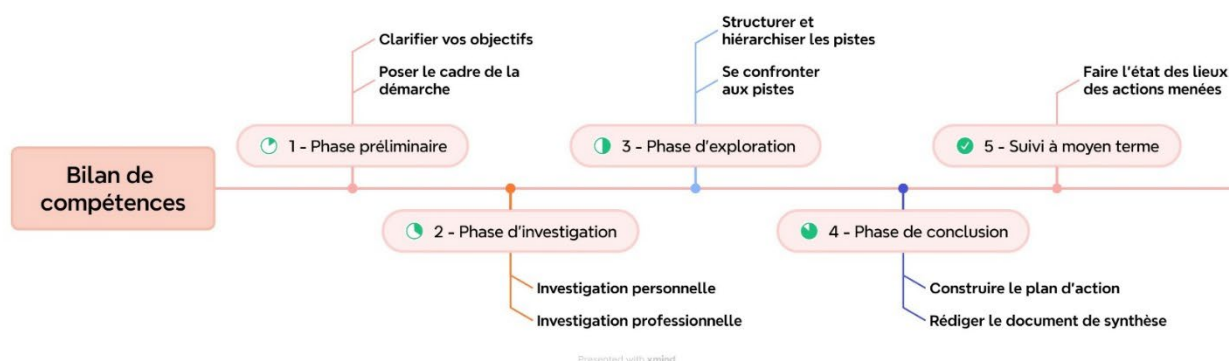 Bilan de
compétences
1 - Phase préliminaire
Clarifier vos objectifs
Poser le cadre de la
démarche
2 - Phase d'investigation
Investigation personnelle
Investigation professionnelle
3 - Phase d'exploration
Structurer et
hiérarchiser les pistes
Se confronter
aux pistes
4 - Phase de conclusion
Construire le plan d'action
Rédiger le document de synthèse
5 - Suivi à moyen terme
Faire l'état des lieux
des actions menées
Presented with xmind